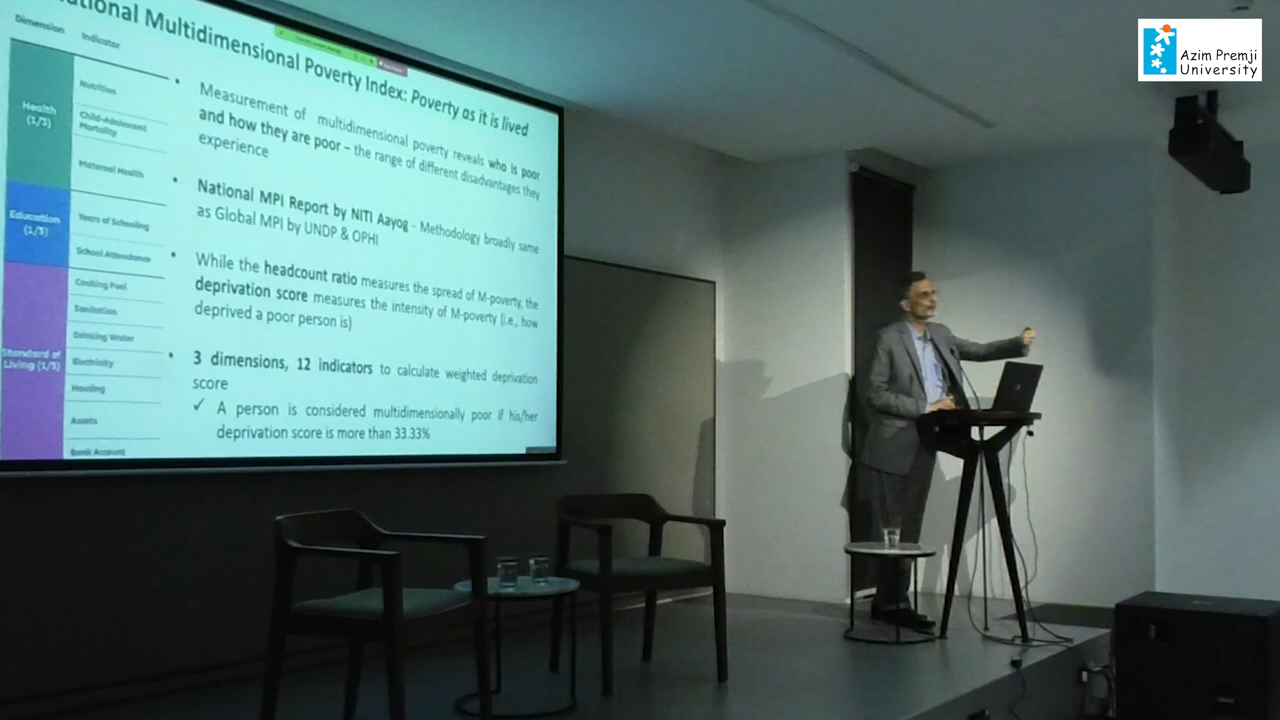 ational Multidimensional Poverty Index: Poverty as it is lived
Dimension Indicator
Health
(1/3)
Nutrition
Child-Adolescent
Mortality
Maternal Health
Education
(1/3)
Years of Schooling
School Attendance
Standard of
Living (1/3)
Cooking Fuel
Sanitation
Drinking Water
Electricity
Housing
Assets
Bank Account
• Measurement of multidimensional poverty reveals who is poor
and how they are poor – the range of different disadvantages they
experience
• National MPI Report by NITI Aayog - Methodology broadly same
as Global MPI by UNDP & OPHI
• While the headcount ratio measures the spread of M-poverty, the
deprivation score measures the intensity of M-poverty (i.e., how
deprived a poor person is)
• 3 dimensions, 12 indicators to calculate weighted deprivation
score
✓ A person is considered multidimensionally poor if his/her
deprivation score is more than 33.33%
Azim Premji
University